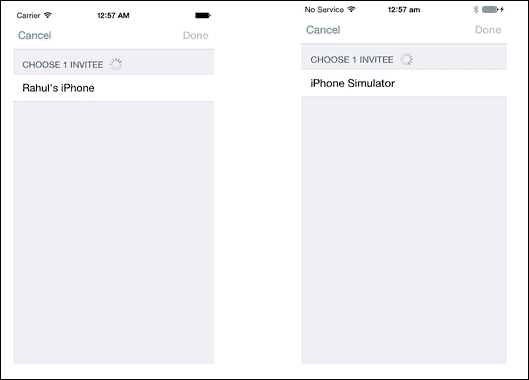 Carrier 12:57 AM
Cancel Done
CHOOSE 1 INVITEE
Rahul's iPhone
No Service 12:57 am
Cancel Done
CHOOSE 1 INVITEE
iPhone Simulator